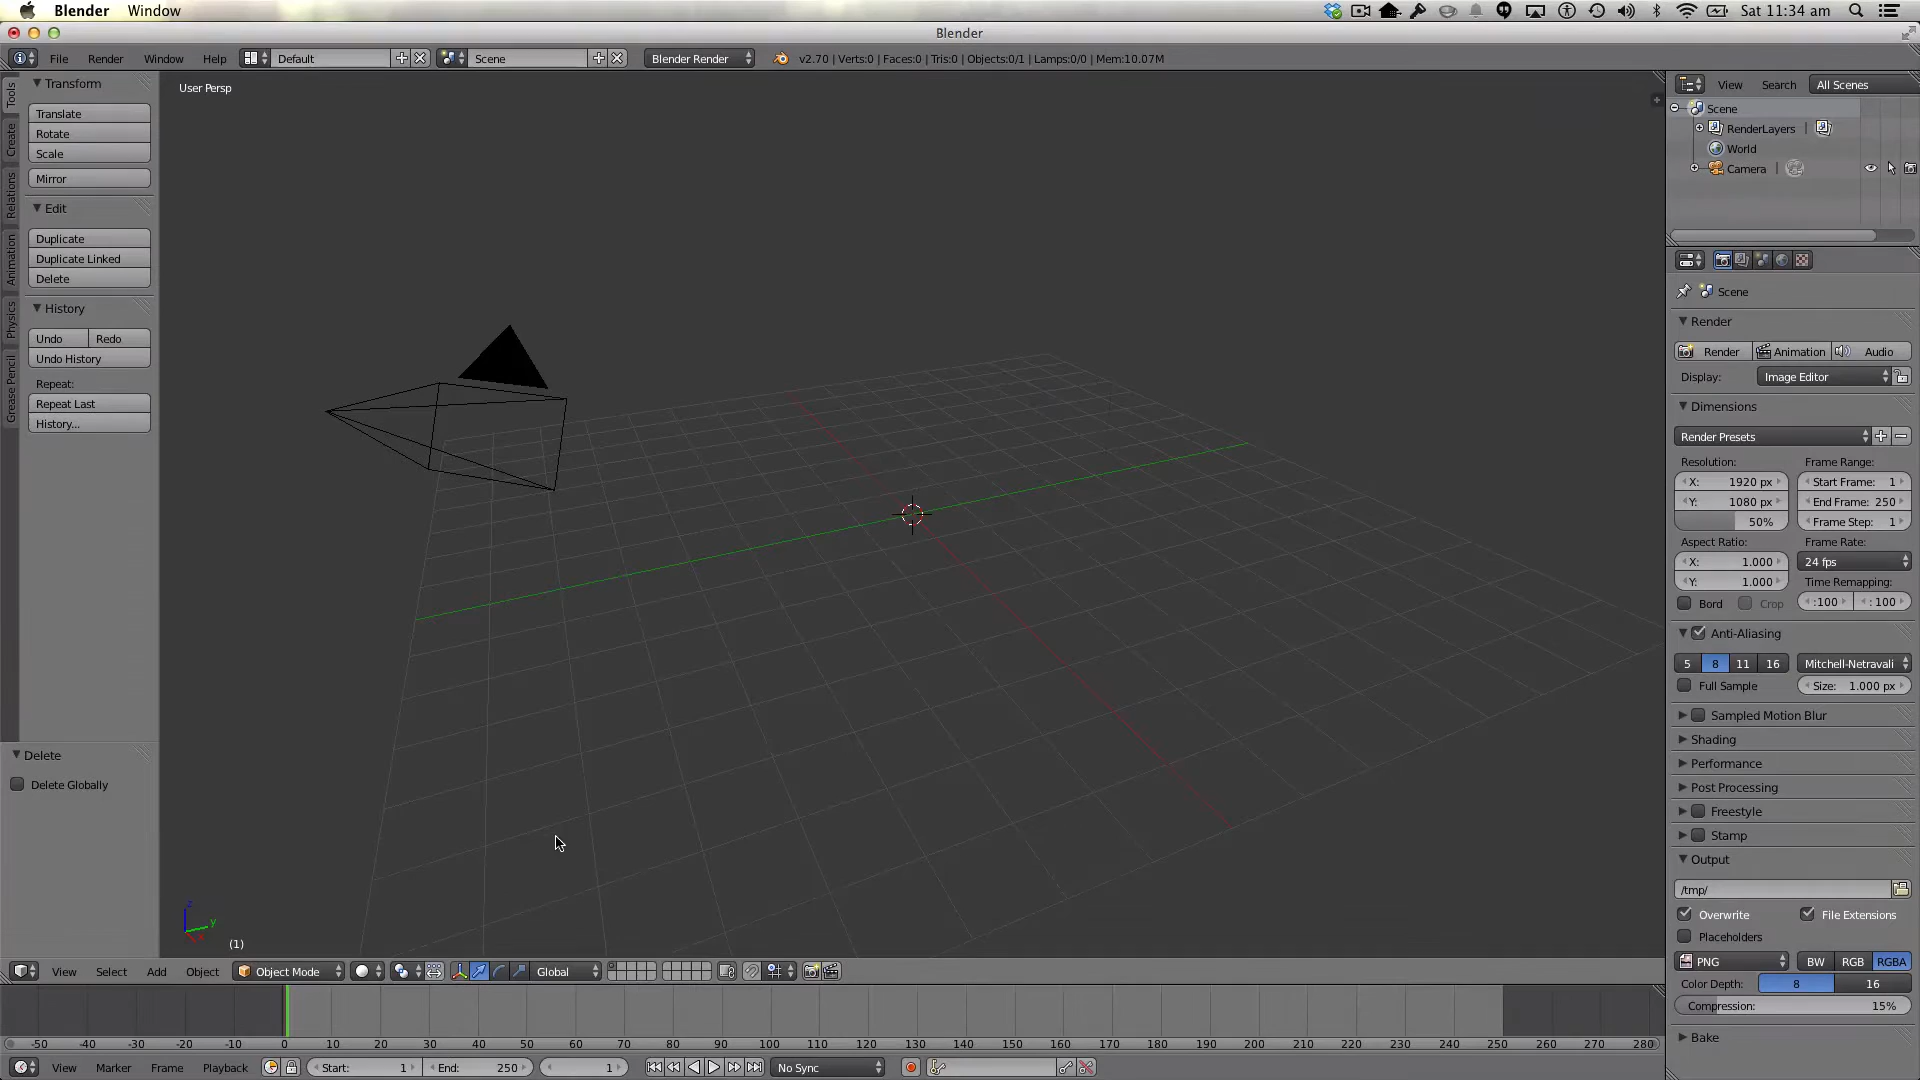 Blender Window Sat 11:34 am
Blender
File Render Window Help Default Scene Blender Render v2.70 | Verts:0 | Faces:0 | Tris:0 | Objects:0/1 | Lamps:0/0 | Mem:10.07M
Tools
Create
Relations
Animation
Physics
Grease Pencil
Transform
Translate
Rotate
Scale
Mirror
Edit
Duplicate
Duplicate Linked
Delete
History
Undo Redo
Undo History
Repeat:
Repeat Last
History...
Delete
Delete Globally
User Persp
z
y
x
(1)
View Search All Scenes
Scene
RenderLayers |
World
Camera |
Scene
Render
Render Animation Audio
Display: Image Editor
Dimensions
Render Presets
Resolution: Frame Range:
X: 1920 px Start Frame: 1
Y: 1080 px End Frame: 250
50% Frame Step: 1
Aspect Ratio: Frame Rate:
X: 1.000 24 fps
Y: 1.000 Time Remapping:
Bord Crop :100 : 100
Anti-Aliasing
5 8 11 16 Mitchell-Netravali
Full Sample Size: 1.000 px
Sampled Motion Blur
Shading
Performance
Post Processing
Freestyle
Stamp
Output
/tmp/
Overwrite File Extensions
Placeholders
PNG BW RGB RGBA
Color Depth: 8 16
Compression: 15%
Bake
View Select Add Object Object Mode Global
-50 -40 -30 -20 -10 0 10 20 30 40 50 60 70 80 90 100 110 120 130 140 150 160 170 180 190 200 210 220 230 240 250 260 270 280
View Marker Frame Playback Start: 1 End: 250 1 No Sync